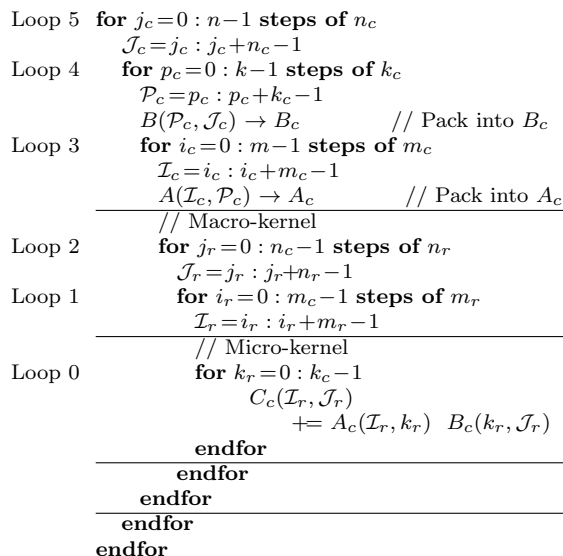 Loop 5 for j_c=0 : n−1 steps of n_c
𝒥_c=j_c : j_c+n_c−1
Loop 4 for p_c=0 : k−1 steps of k_c
𝒫_c=p_c : p_c+k_c−1
B(𝒫_c, 𝒥_c) → B_c // Pack into B_c
Loop 3 for i_c=0 : m−1 steps of m_c
ℐ_c=i_c : i_c+m_c−1
A(ℐ_c, 𝒫_c) → A_c // Pack into A_c
// Macro-kernel
Loop 2 for j_r=0 : n_c−1 steps of n_r
𝒥_r=j_r : j_r+n_r−1
Loop 1 for i_r=0 : m_c−1 steps of m_r
ℐ_r=i_r : i_r+m_r−1
// Micro-kernel
Loop 0 for k_r=0 : k_c−1
C_c(ℐ_r, 𝒥_r)
+= A_c(ℐ_r, k_r) B_c(k_r, 𝒥_r)
endfor
endfor
endfor
endfor
endfor